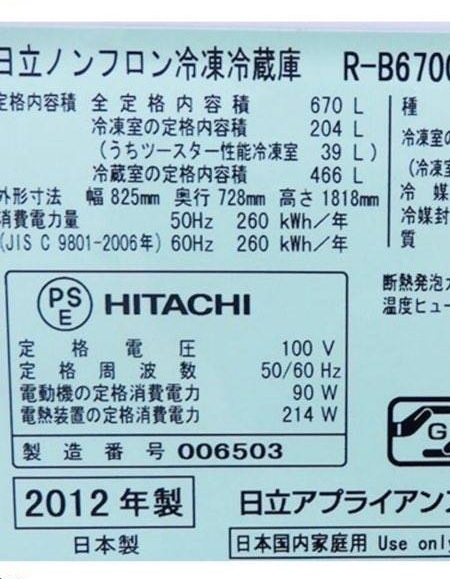 日立ノンフロン冷凍冷蔵庫 R-B6700
定格内容積 全定格内容積 670 L
冷凍室の定格内容積 204 L
(うちツースター性能冷凍室 39 L)
冷蔵室の定格内容積 466 L
外形寸法 幅 825mm 奥行 728mm 高さ 1818mm
消費電力量 50Hz 260 kWh/年
(JIS C 9801-2006年) 60Hz 260 kWh/年
種
冷凍室の
(冷凍
冷媒
冷媒封
質
断熱発泡
温度ヒュー
PS
E
HITACHI
定格電圧 100 V
定格周波数 50/60 Hz
電動機の定格消費電力 90 W
電熱装置の定格消費電力 214 W
製造番号 006503
G
2012年製
日本製
日立アプライアンス
日本国内家庭用 Use only